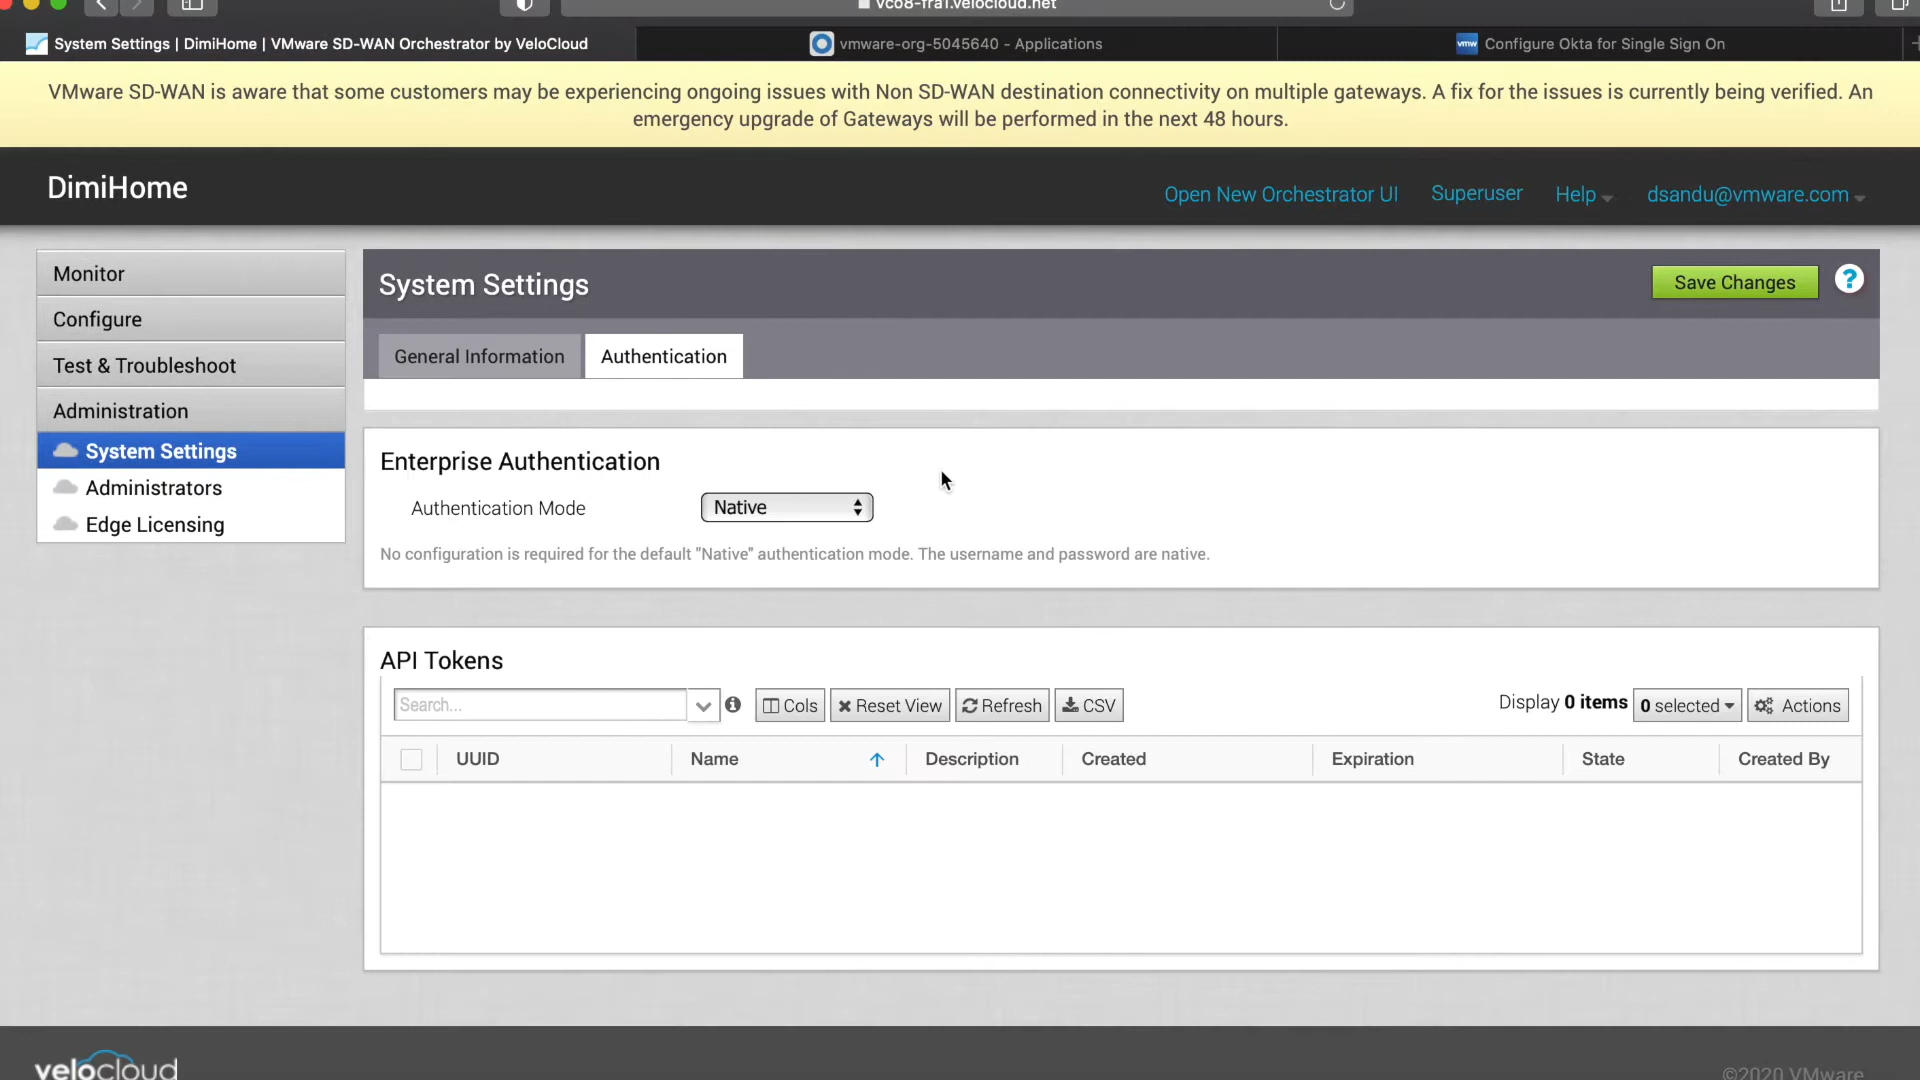 vco8-fra1.velocloud.net
System Settings | DimiHome | VMware SD-WAN Orchestrator by VeloCloud
vmware-org-5045640 - Applications
vmw
Configure Okta for Single Sign On
VMware SD-WAN is aware that some customers may be experiencing ongoing issues with Non SD-WAN destination connectivity on multiple gateways. A fix for the issues is currently being verified. An
emergency upgrade of Gateways will be performed in the next 48 hours.
DimiHome
Open New Orchestrator UI
Superuser
Help
dsandu@vmware.com
Monitor
Configure
Test & Troubleshoot
Administration
System Settings
Administrators
Edge Licensing
System Settings
Save Changes
?
General Information
Authentication
Enterprise Authentication
Authentication Mode
Native
No configuration is required for the default "Native" authentication mode. The username and password are native.
API Tokens
Search...
Cols
Reset View
Refresh
CSV
Display 0 items
0 selected
Actions
UUID
Name
Description
Created
Expiration
State
Created By
velocloud
©2020 VMware